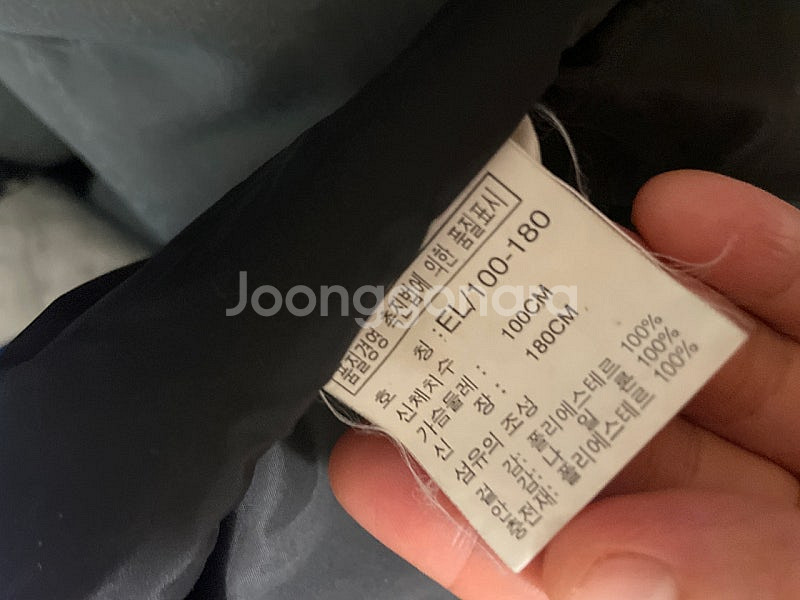 품질경영 촉진법에 의한 품질표시
호 칭 : EL/100-180
신체치수
가슴둘레 : 100CM
신 장 : 180CM
섬유의 조성
겉 감: 폴리에스테르 100%
안 감: 나 일 론 100%
충전재: 폴리에스테르 100%
Joonggonara